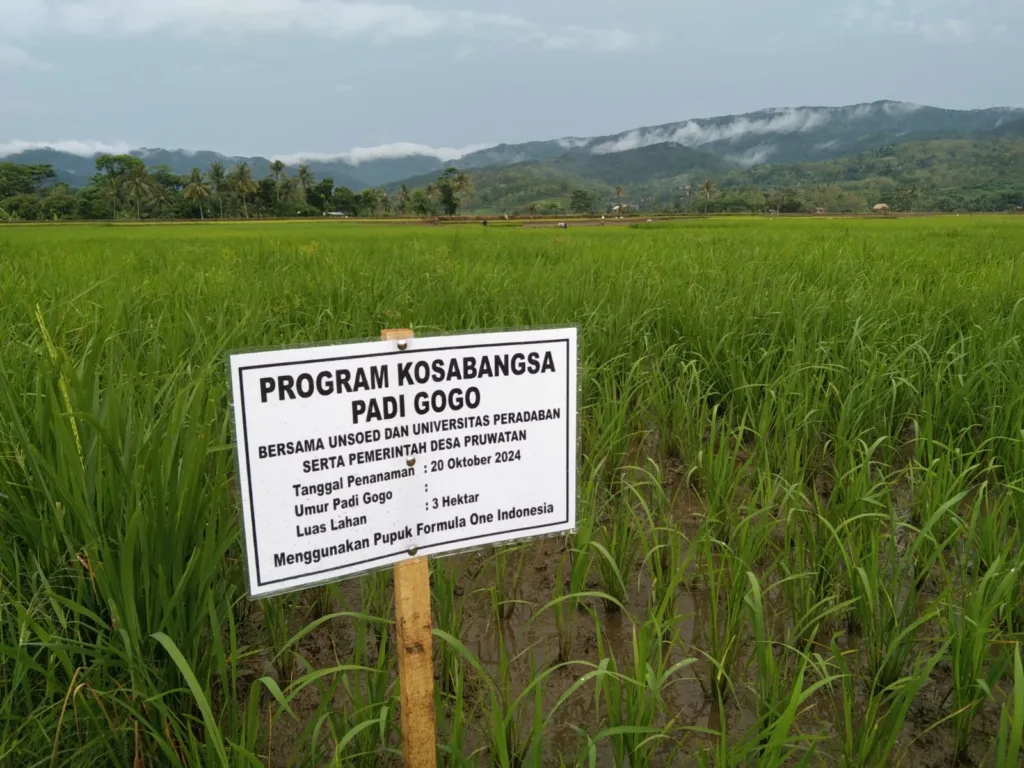 PROGRAM KOSABANGSA
PADI GOGO
BERSAMA UNSOED DAN UNIVERSITAS PERADABAN
SERTA PEMERINTAH DESA PRUWATAN
Tanggal Penanaman : 20 Oktober 2024
Umur Padi Gogo :
Luas Lahan : 3 Hektar
Menggunakan Pupuk Formula One Indonesia